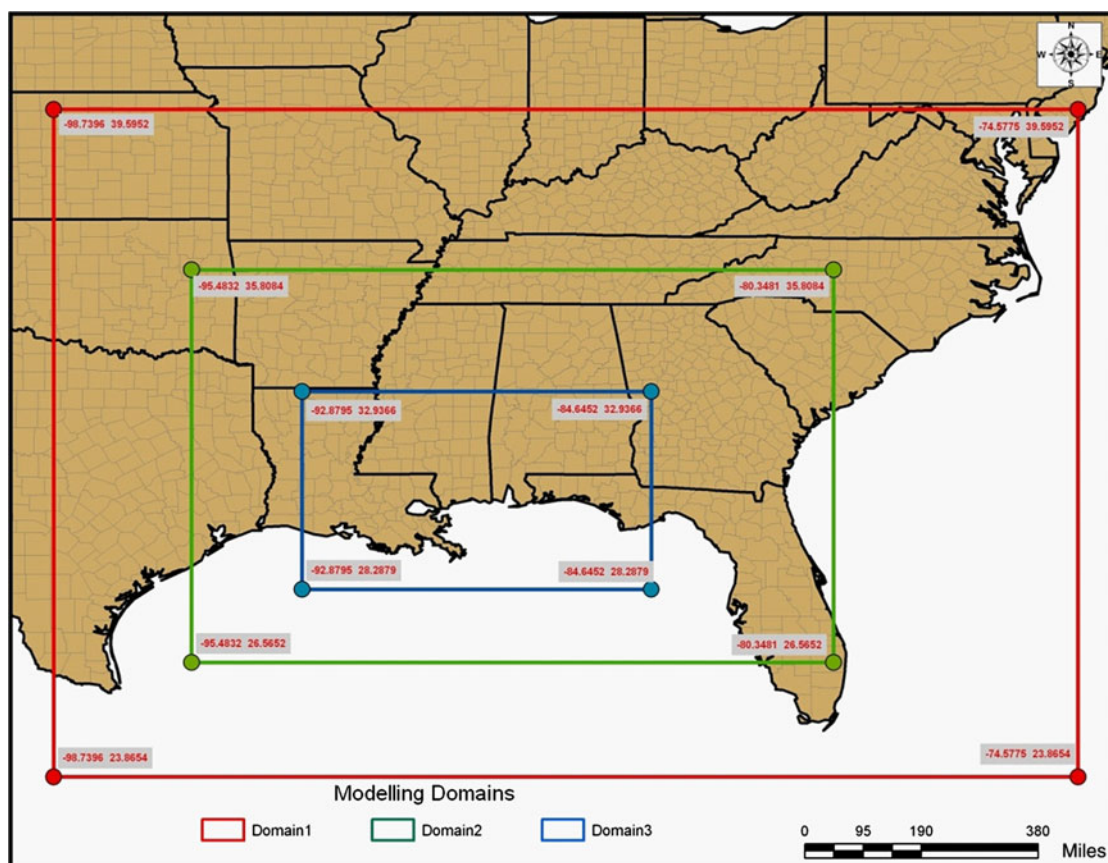 N
W E
S
-98.7396 39.5952
-74.5775 39.5952
-95.4832 35.8084
-80.3481 35.8084
-92.8795 32.9366
-84.6452 32.9366
-92.8795 28.2879
-84.6452 28.2879
-95.4832 26.5652
-80.3481 26.5652
-98.7396 23.8654
-74.5775 23.8654
Modelling Domains
Domain1 Domain2 Domain3
0 95 190 380
Miles